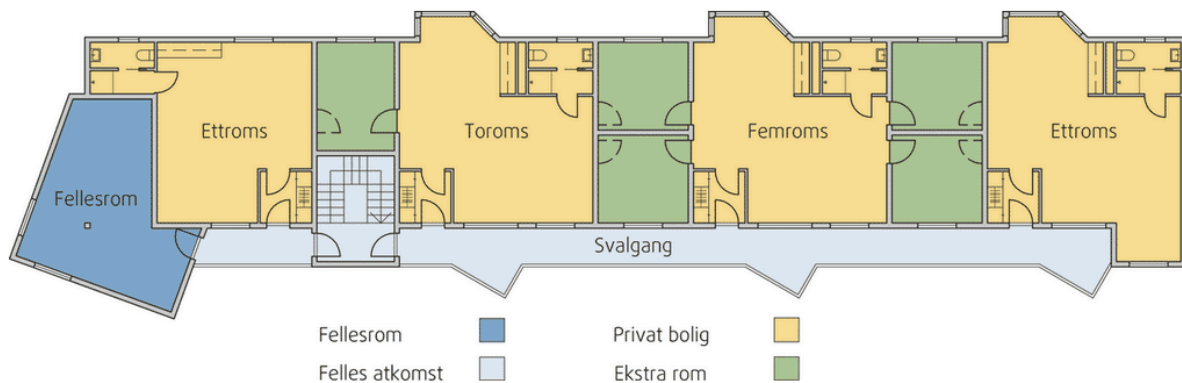 Ettroms
Toroms
Femroms
Ettroms
Fellesrom
Svalgang
Fellesrom
Privat bolig
Felles atkomst
Ekstra rom